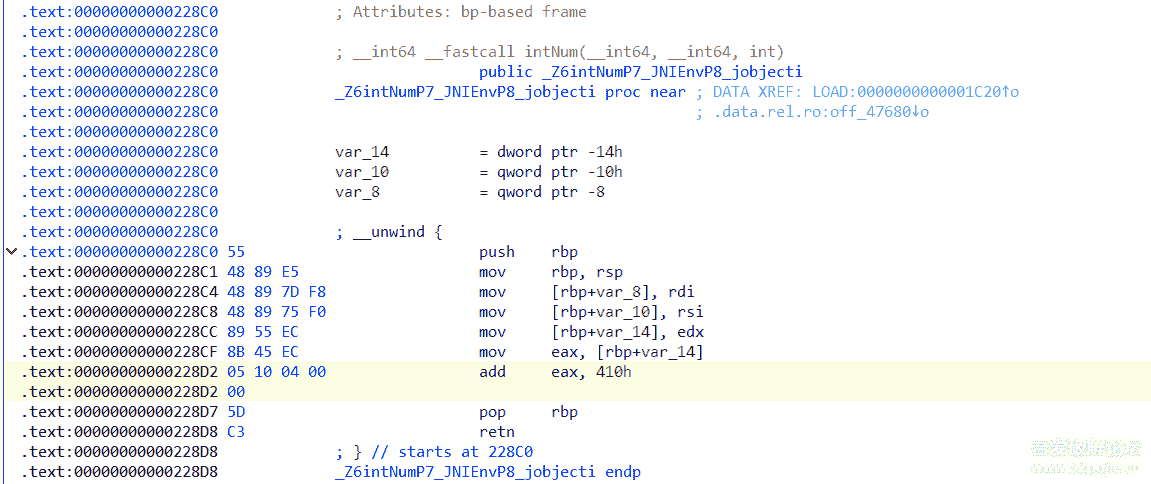 .text:00000000000228C0 ; Attributes: bp-based frame
.text:00000000000228C0
.text:00000000000228C0 ; __int64 __fastcall intNum(__int64, __int64, int)
.text:00000000000228C0 public _Z6intNumP7_JNIEnvP8_jobjecti
.text:00000000000228C0 _Z6intNumP7_JNIEnvP8_jobjecti proc near ; DATA XREF: LOAD:0000000000001C20↑o
.text:00000000000228C0 ; .data.rel.ro:off_47680↓o
.text:00000000000228C0
.text:00000000000228C0 var_14 = dword ptr -14h
.text:00000000000228C0 var_10 = qword ptr -10h
.text:00000000000228C0 var_8 = qword ptr -8
.text:00000000000228C0
.text:00000000000228C0 ; __unwind {
.text:00000000000228C0 55 push rbp
.text:00000000000228C1 48 89 E5 mov rbp, rsp
.text:00000000000228C4 48 89 7D F8 mov [rbp+var_8], rdi
.text:00000000000228C8 48 89 75 F0 mov [rbp+var_10], rsi
.text:00000000000228CC 89 55 EC mov [rbp+var_14], edx
.text:00000000000228CF 8B 45 EC mov eax, [rbp+var_14]
.text:00000000000228D2 05 10 04 00 add eax, 410h
.text:00000000000228D2 00
.text:00000000000228D7 5D pop rbp
.text:00000000000228D8 C3 retn
.text:00000000000228D8 ; } // starts at 228C0
.text:00000000000228D8 _Z6intNumP7_JNIEnvP8_jobjecti endp